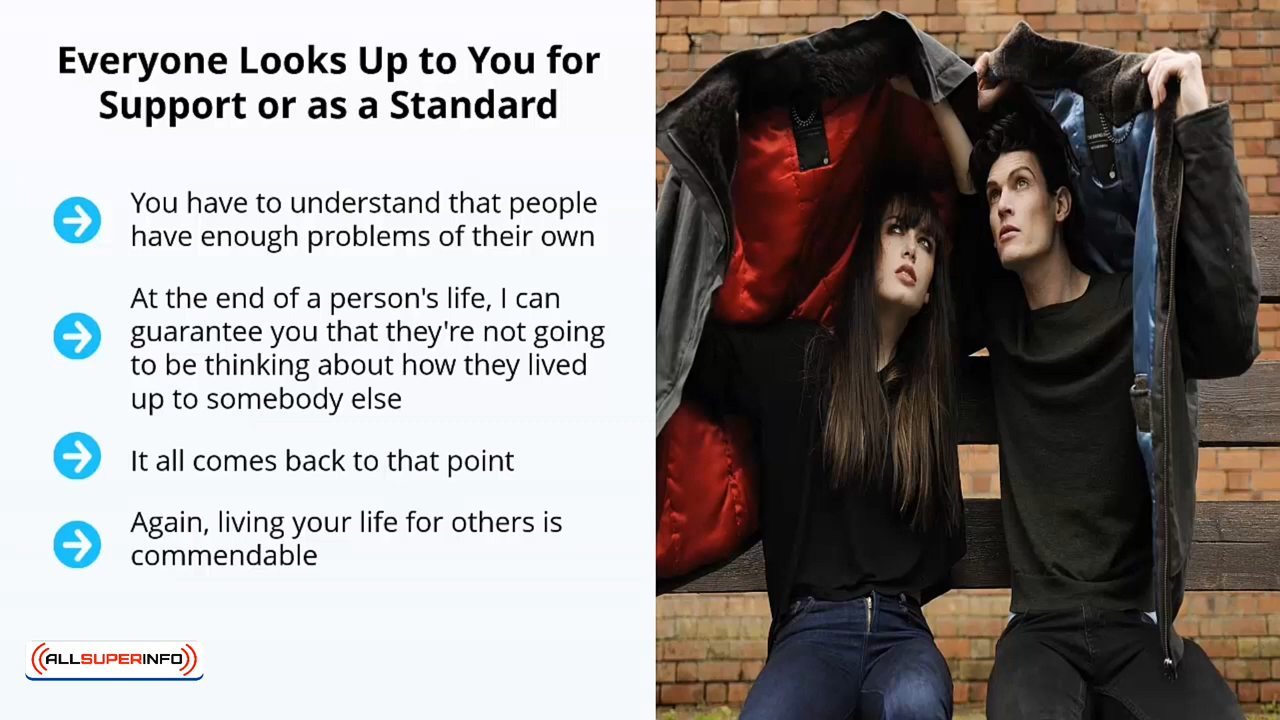 Everyone Looks Up to You for
Support or as a Standard
You have to understand that people
have enough problems of their own
At the end of a person's life, I can
guarantee you that they're not going
to be thinking about how they lived
up to somebody else
It all comes back to that point
Again, living your life for others is
commendable
ALLSUPERINFO